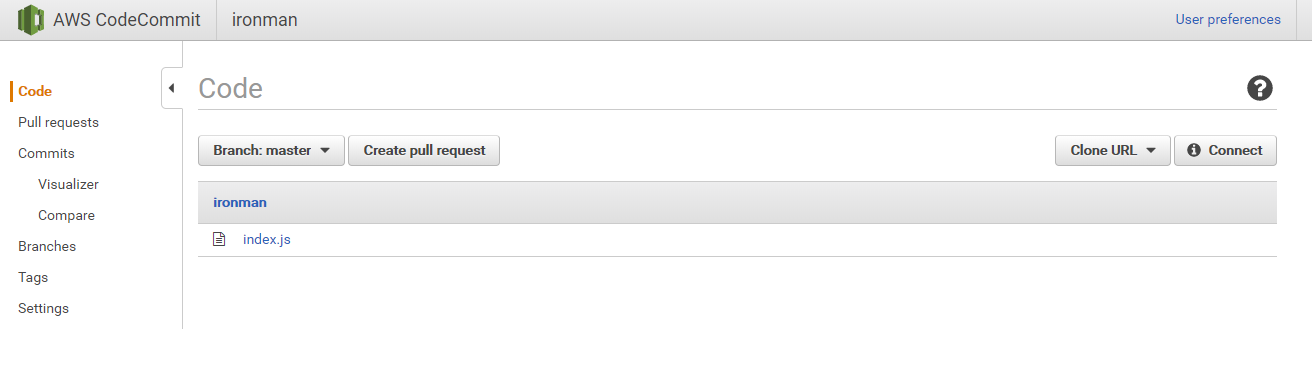 AWS CodeCommit ironman User preferences
Code
Pull requests
Commits
Visualizer
Compare
Branches
Tags
Settings
Code
Branch: master Create pull request Clone URL Connect
ironman
index.js